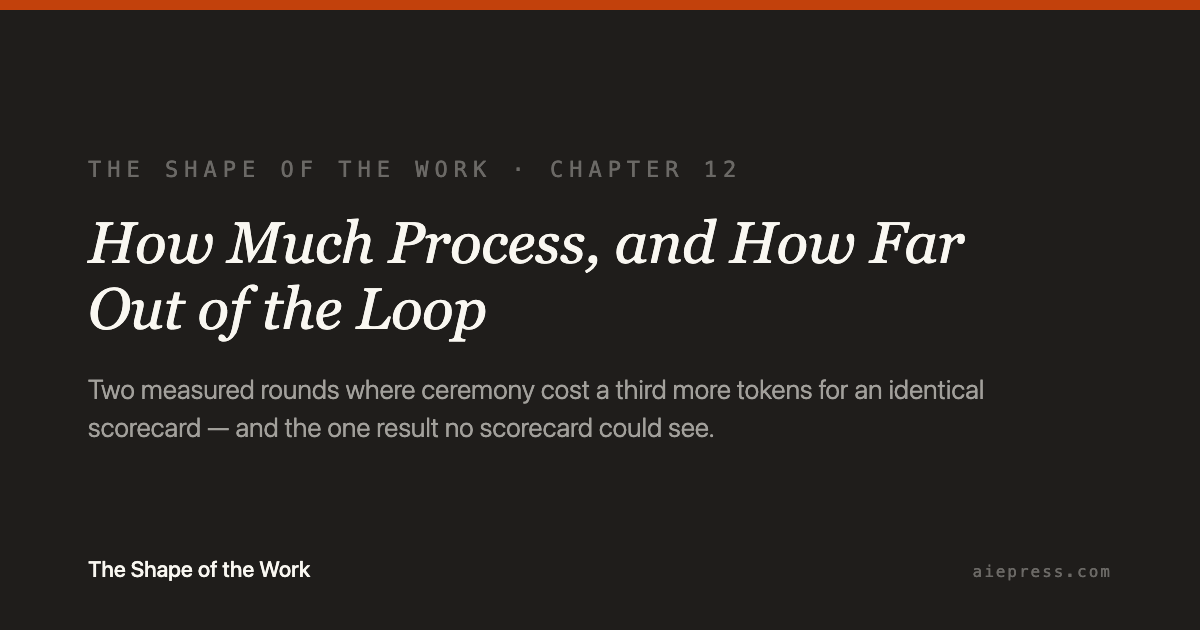 THE SHAPE OF THE WORK · CHAPTER 12
How Much Process, and How Far
Out of the Loop
Two measured rounds where ceremony cost a third more tokens for an identical
scorecard — and the one result no scorecard could see.
The Shape of the Work
aiepress.com